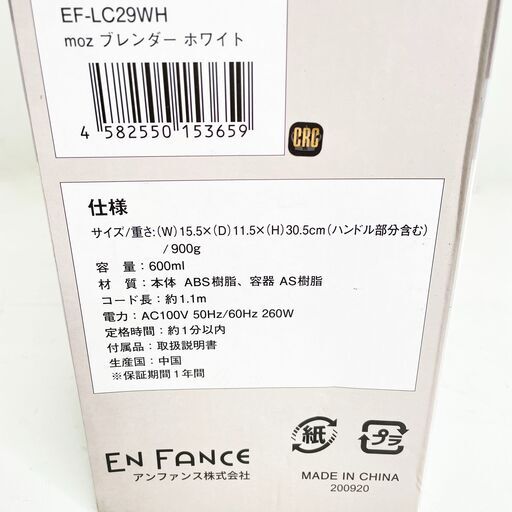 EF-LC29WH
moz ブレンダー ホワイト
4 582550 153659
CRC
仕様
サイズ/重さ:(W)15.5×(D)11.5×(H)30.5cm(ハンドル部分含む)
/900g
容 量:600ml
材 質:本体 ABS樹脂、容器 AS樹脂
コード長:約1.1m
電力:AC100V 50Hz/60Hz 260W
定格時間:約1分以内
付属品:取扱説明書
生産国:中国
※保証期間1年間
紙
プラ
EN FANCE
アンファンス株式会社
MADE IN CHINA
200920